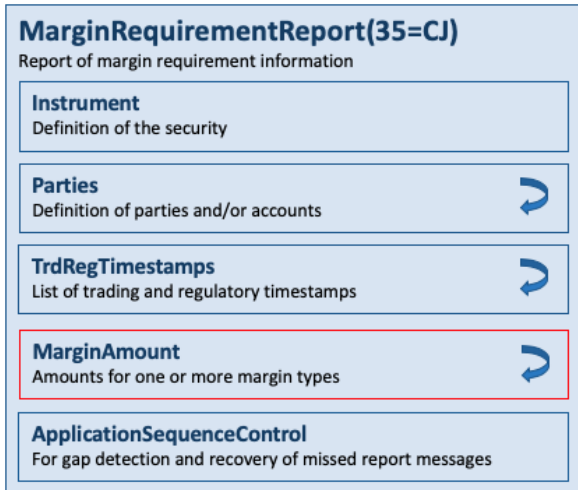 MarginRequirementReport(35=CJ)
Report of margin requirement information
Instrument
Definition of the security
Parties
Definition of parties and/or accounts
TrdRegTimestamps
List of trading and regulatory timestamps
MarginAmount
Amounts for one or more margin types
ApplicationSequenceControl
For gap detection and recovery of missed report messages